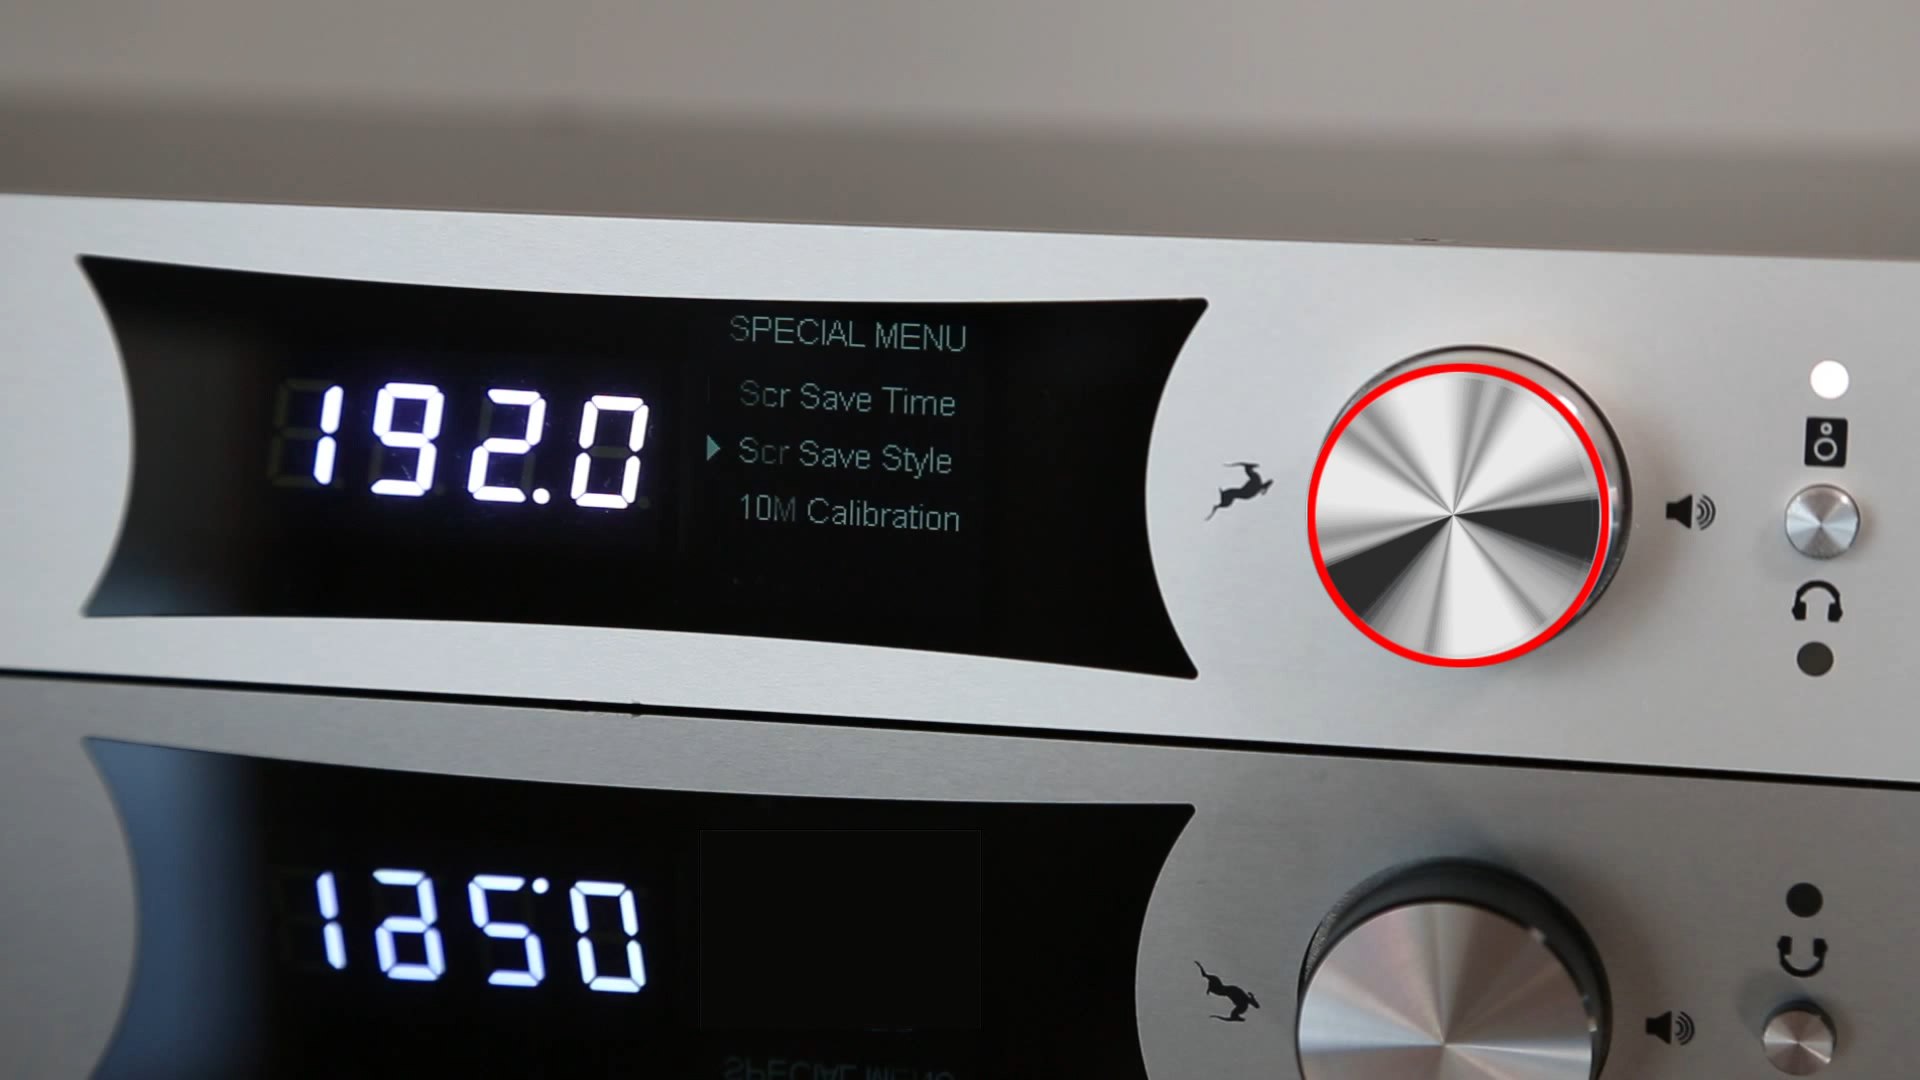 SPECIAL MENU
192.0
Scr Save Time
Scr Save Style
10M Calibration